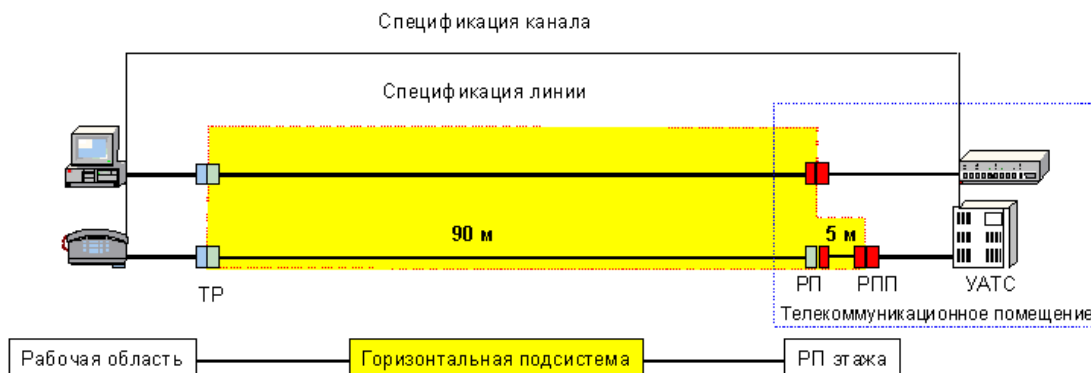 Спецификация канала
Спецификация линии
90 м
5 м
ТР
РП
РПП
УАТС
Телекоммуникационное помещение
Рабочая область
Горизонтальная подсистема
РП этажа